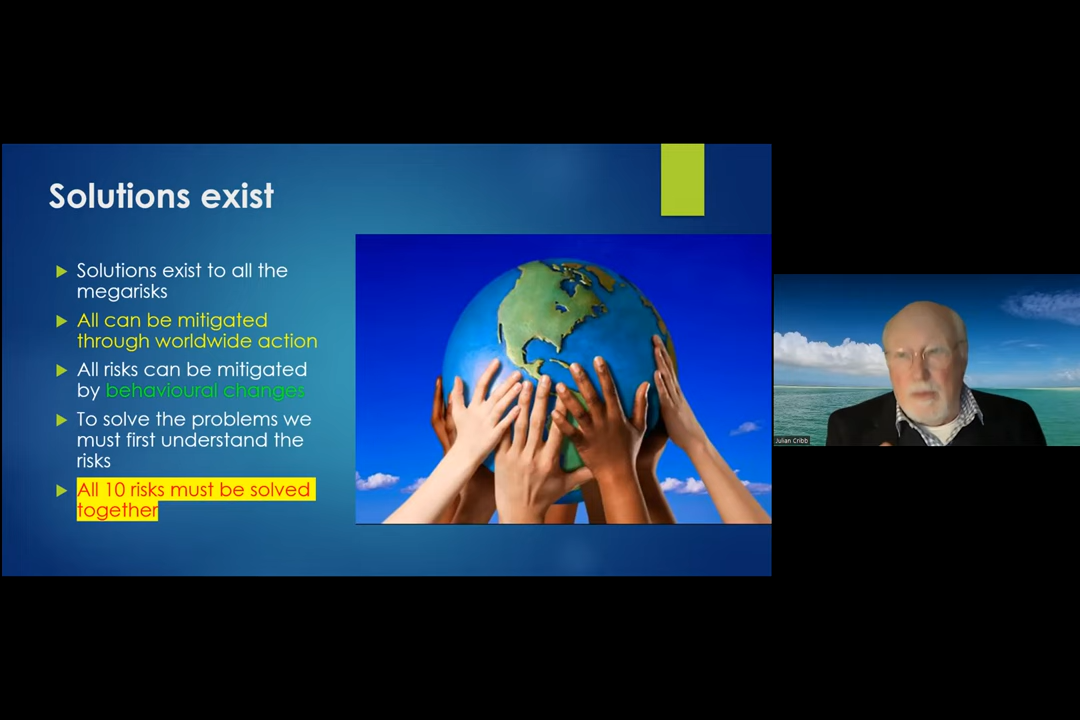 Solutions exist
Solutions exist to all the
megarisks
All can be mitigated
through worldwide action
All risks can be mitigated
by behavioural changes
To solve the problems we
must first understand the
risks
All 10 risks must be solved
together
Julian Cribb